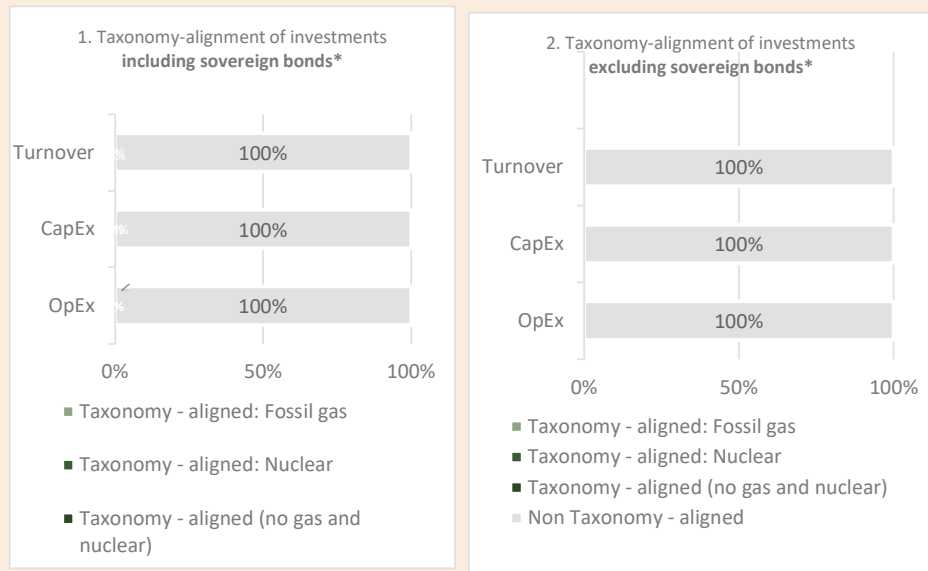 1. Taxonomy-alignment of investments
including sovereign bonds*
Turnover
100%
CapEx
100%
OpEx
100%
0%
50%
100%
Taxonomy - aligned: Fossil gas
Taxonomy - aligned: Nuclear
Taxonomy - aligned (no gas and
nuclear)
2. Taxonomy-alignment of investments
excluding sovereign bonds*
Turnover
100%
CapEx
100%
OpEx
100%
0%
50%
100%
Taxonomy - aligned: Fossil gas
Taxonomy - aligned: Nuclear
Taxonomy - aligned (no gas and nuclear)
Non Taxonomy - aligned